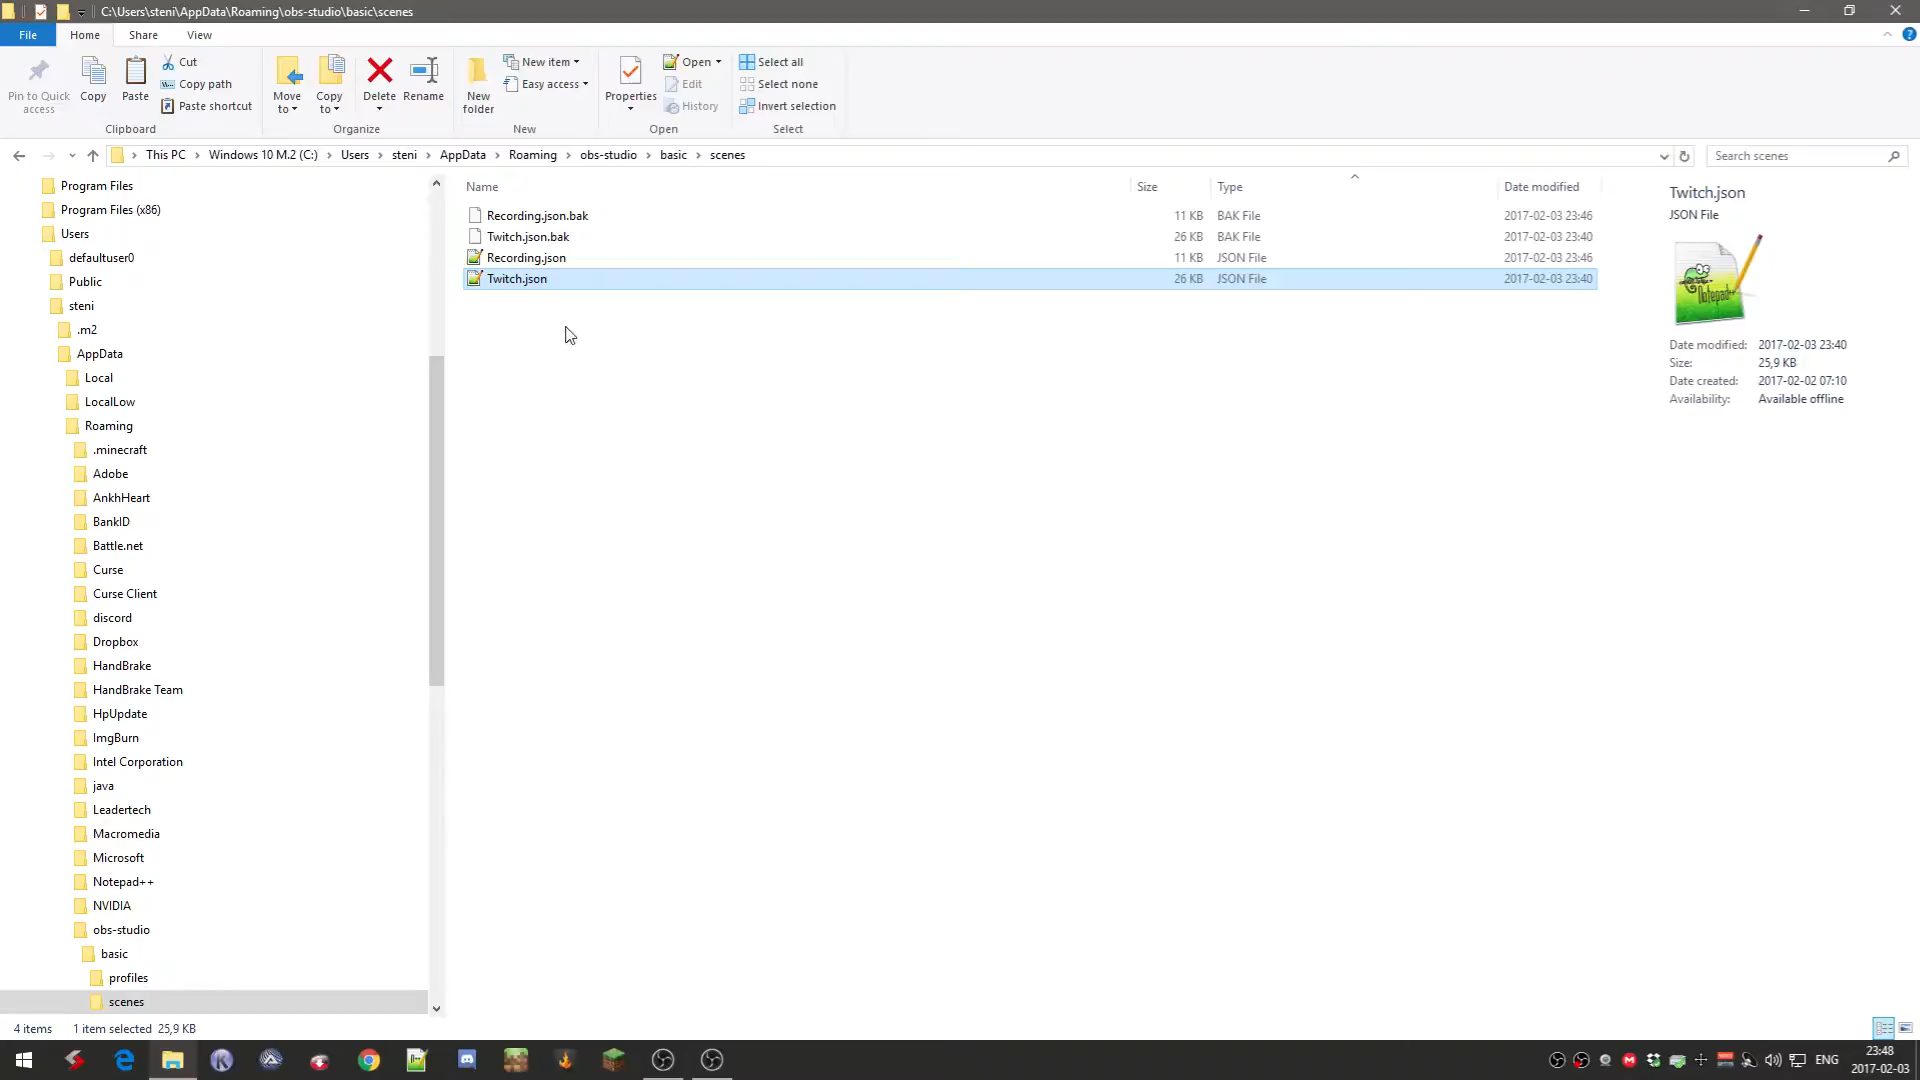 C:\Users\steni\AppData\Roaming\obs-studio\basic\scenes
File Home Share View
Pin to Quick access
Copy
Paste
Cut
Copy path
Paste shortcut
Clipboard
Move to
Copy to
Delete
Rename
Organize
New folder
New item
Easy access
New
Properties
Open
Edit
History
Open
Select all
Select none
Invert selection
Select
This PC > Windows 10 M.2 (C:) > Users > steni > AppData > Roaming > obs-studio > basic > scenes
Search scenes
Program Files
Program Files (x86)
Users
defaultuser0
Public
steni
.m2
AppData
Local
LocalLow
Roaming
.minecraft
Adobe
AnkhHeart
BankID
Battle.net
Curse
Curse Client
discord
Dropbox
HandBrake
HandBrake Team
HpUpdate
ImgBurn
Intel Corporation
java
Leadertech
Macromedia
Microsoft
Notepad++
NVIDIA
obs-studio
basic
profiles
scenes
Name Size Type Date modified
Recording.json.bak 11 KB BAK File 2017-02-03 23:46
Twitch.json.bak 26 KB BAK File 2017-02-03 23:40
Recording.json 11 KB JSON File 2017-02-03 23:46
Twitch.json 26 KB JSON File 2017-02-03 23:40
Twitch.json
JSON File
Notepad++
Date modified: 2017-02-03 23:40
Size: 25,9 KB
Date created: 2017-02-02 07:10
Availability: Available offline
4 items 1 item selected 25,9 KB
ENG
23:48
2017-02-03